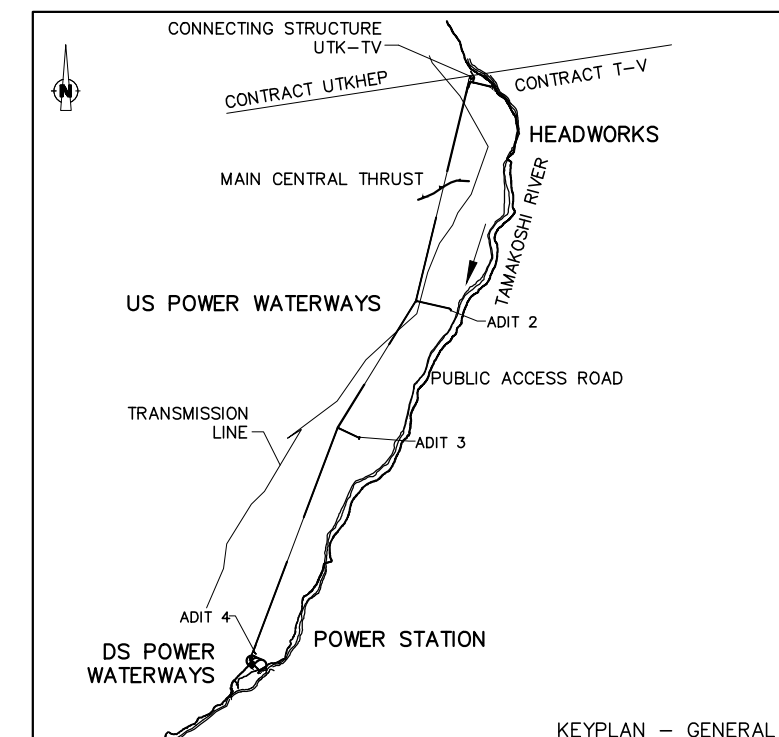 CONNECTING STRUCTURE
UTK-TV
CONTRACT UTKHEP
CONTRACT T-V
N
HEADWORKS
MAIN CENTRAL THRUST
TAMAKOSHI RIVER
US POWER WATERWAYS
ADIT 2
PUBLIC ACCESS ROAD
TRANSMISSION
LINE
ADIT 3
ADIT 4
POWER STATION
DS POWER
WATERWAYS
KEYPLAN – GENERAL